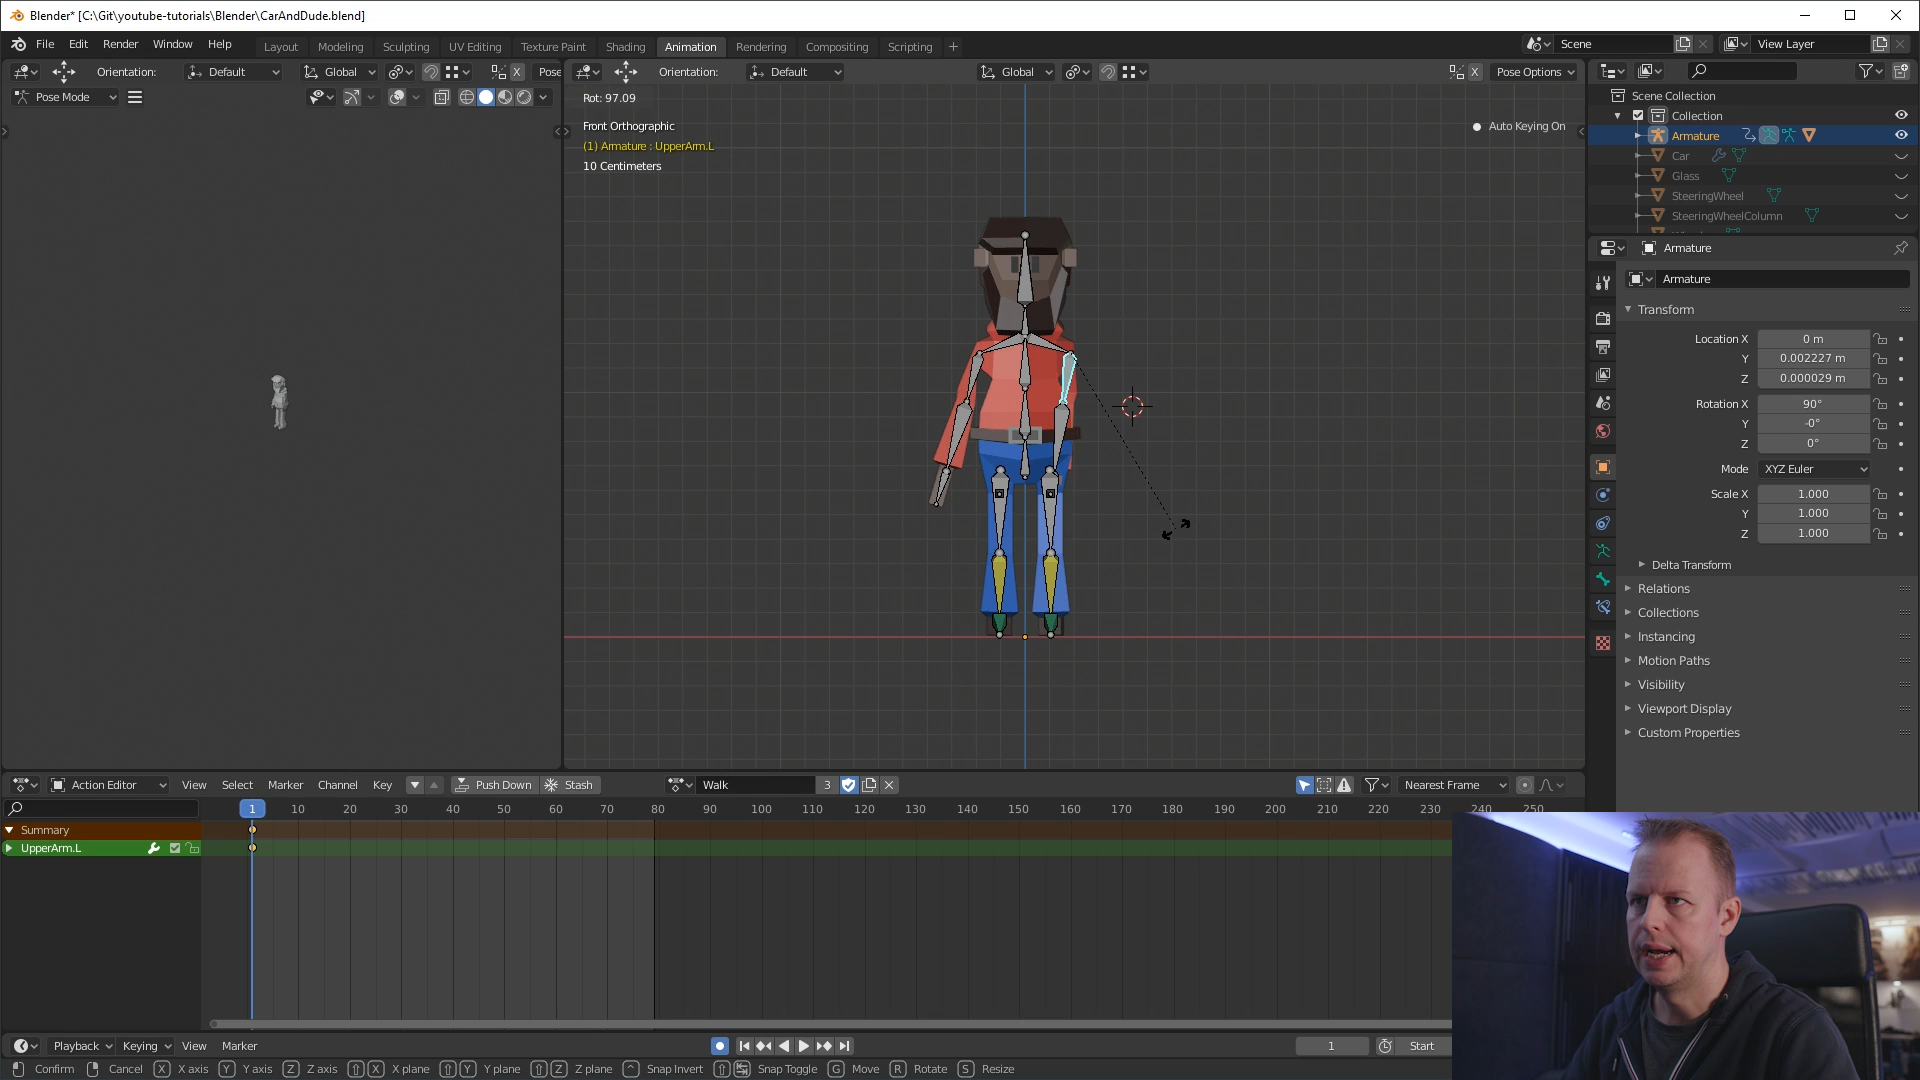 Blender* [C:\Git\youtube-tutorials\Blender\CarAndDude.blend]
File Edit Render Window Help Layout Modeling Sculpting UV Editing Texture Paint Shading Animation Rendering Compositing Scripting + Scene View Layer
Orientation: Default Global X Pose Orientation: Default Global X Pose Options
Pose Mode
Rot: 97.09
Front Orthographic
(1) Armature : UpperArm.L
10 Centimeters
Auto Keying On
Scene Collection
Collection
Armature
Car
Glass
SteeringWheel
SteeringWheelColumn
Armature
Armature
Transform
Location X 0 m
Y 0.002227 m
Z 0.000029 m
Rotation X 90°
Y -0°
Z 0°
Mode XYZ Euler
Scale X 1.000
Y 1.000
Z 1.000
Delta Transform
Relations
Collections
Instancing
Motion Paths
Visibility
Viewport Display
Custom Properties
Action Editor View Select Marker Channel Key Push Down Stash Walk 3 Nearest Frame
1 10 20 30 40 50 60 70 80 90 100 110 120 130 140 150 160 170 180 190 200 210 220 230 240 250
Summary
UpperArm.L
Playback Keying View Marker 1 Start
Confirm Cancel X X axis Y Y axis Z Z axis X X plane Y Y plane Z Z plane Snap Invert Snap Toggle G Move R Rotate S Resize